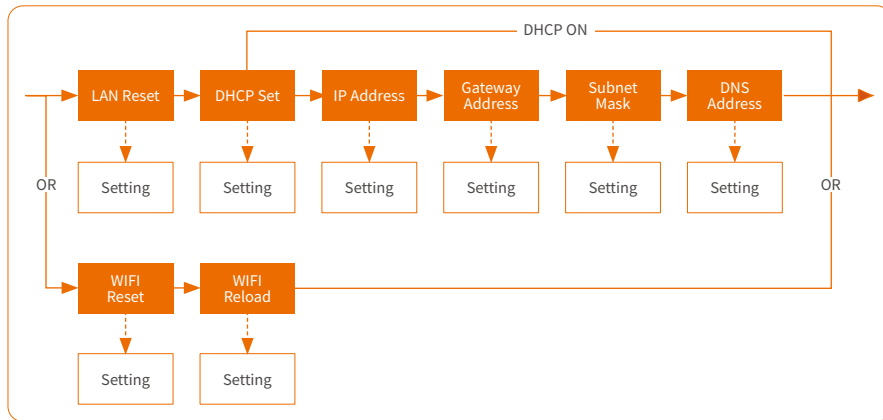 DHCP ON
LAN Reset
DHCP Set
IP Address
Gateway
Address
Subnet
Mask
DNS
Address
Setting
Setting
Setting
Setting
Setting
Setting
OR
OR
WIFI
Reset
WIFI
Reload
Setting
Setting